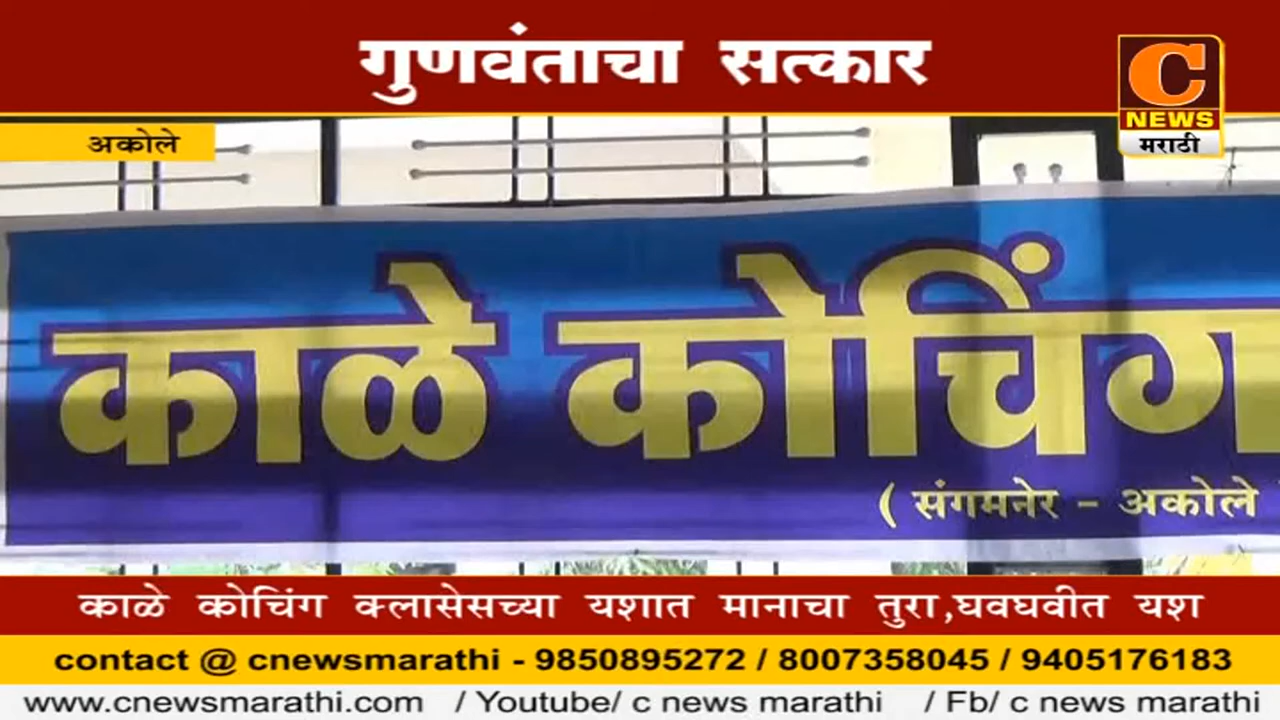 गुणवंताचा सत्कार
C
NEWS
मराठी
अकोले
काळे कोचिंग
( संगमनेर - अकोले
काळे कोचिंग क्लासेसच्या यशात मानाचा तुरा,घवघवीत यश
contact @ cnewsmarathi - 9850895272 / 8007358045 / 9405176183
www.cnewsmarathi.com / Youtube/ c news marathi / Fb/ c news marathi